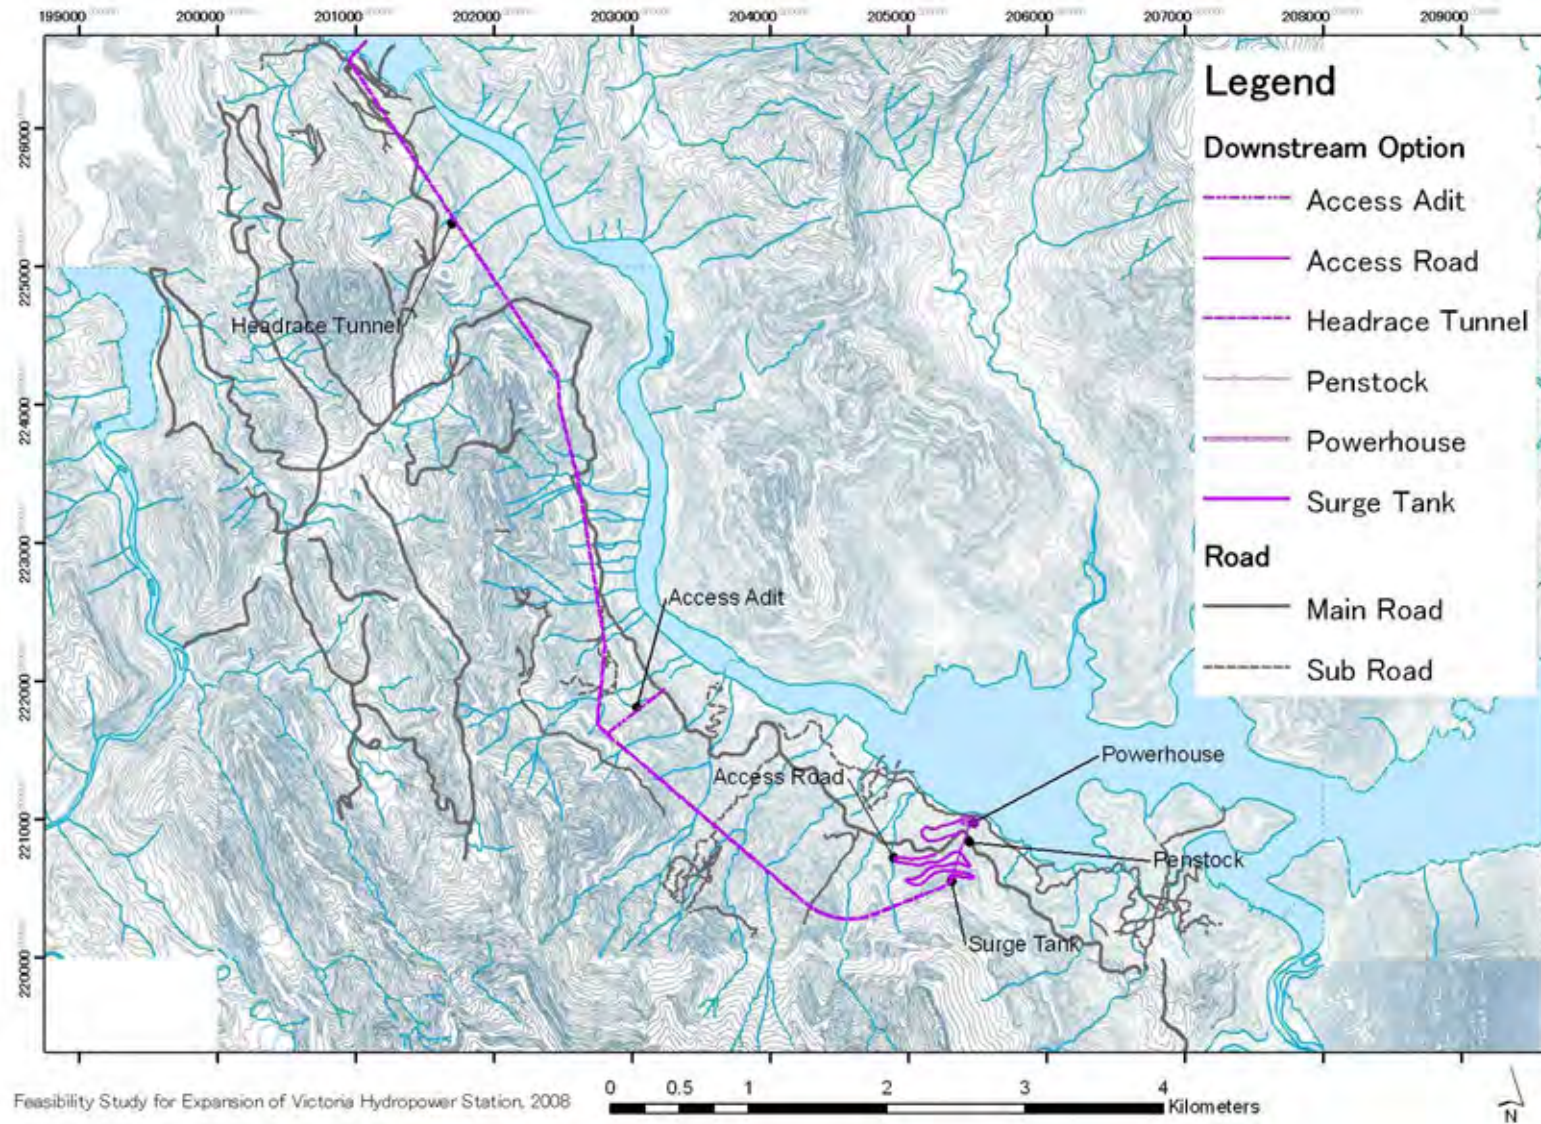 199000 200000 201000 202000 203000 204000 205000 206000 207000 208000 209000
226000
225000
224000
223000
222000
221000
220000
Legend
Downstream Option
Access Adit
Access Road
Headrace Tunnel
Penstock
Powerhouse
Surge Tank
Road
Main Road
Sub Road
Headrace Tunnel
Access Adit
Powerhouse
Access Road
Penstock
Surge Tank
Feasibility Study for Expansion of Victoria Hydropower Station, 2008
0 0.5 1 2 3 4
Kilometers
N